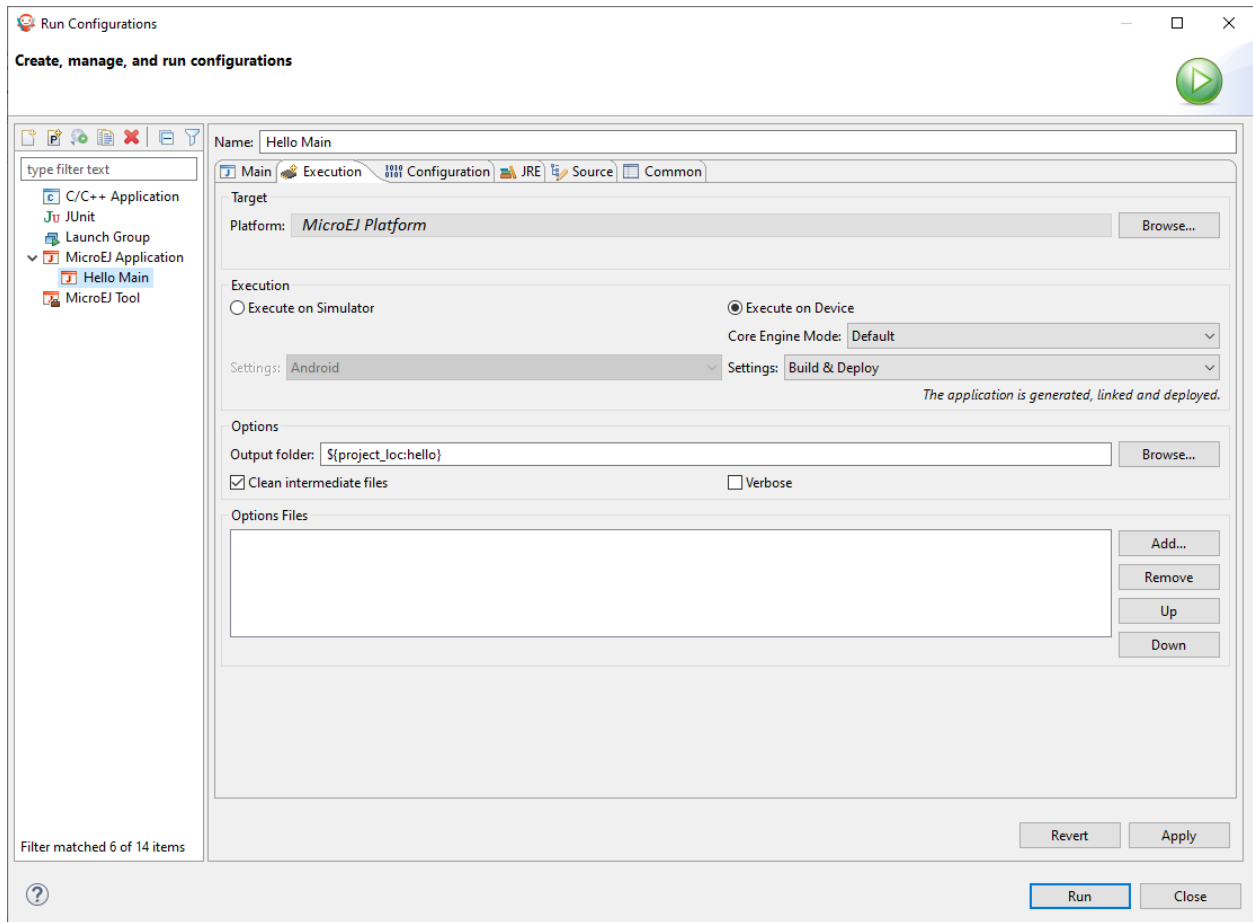 Run Configurations
Create, manage, and run configurations
type filter text
C/C++ Application
JUnit
Launch Group
MicroEJ Application
Hello Main
MicroEJ Tool
Filter matched 6 of 14 items
Name: Hello Main
Main Execution Configuration JRE Source Common
Target
Platform: MicroEJ Platform Browse...
Execution
Execute on Simulator Execute on Device
Core Engine Mode: Default
Settings: Android Settings: Build & Deploy
The application is generated, linked and deployed.
Options
Output folder: ${project_loc:hello} Browse...
Clean intermediate files Verbose
Options Files
Add...
Remove
Up
Down
Revert Apply
Run Close